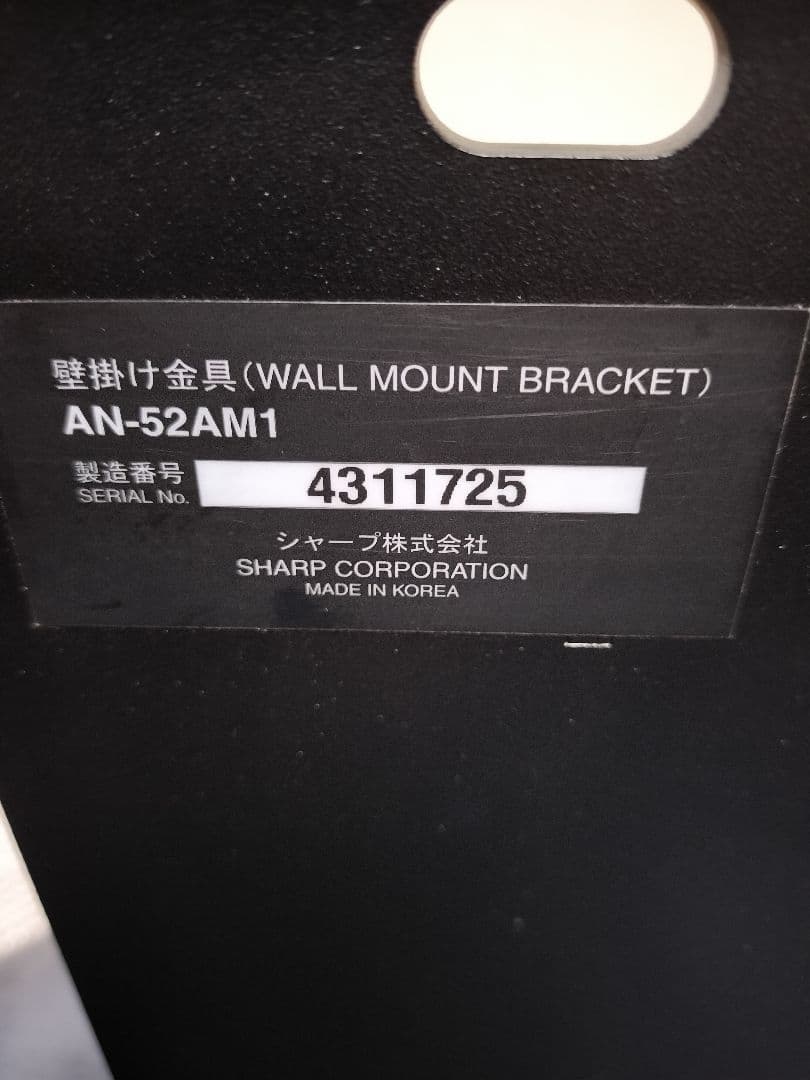 壁掛け金具(WALL MOUNT BRACKET)
AN-52AM1
製造番号 4311725
SERIAL No.
シャープ株式会社
SHARP CORPORATION
MADE IN KOREA